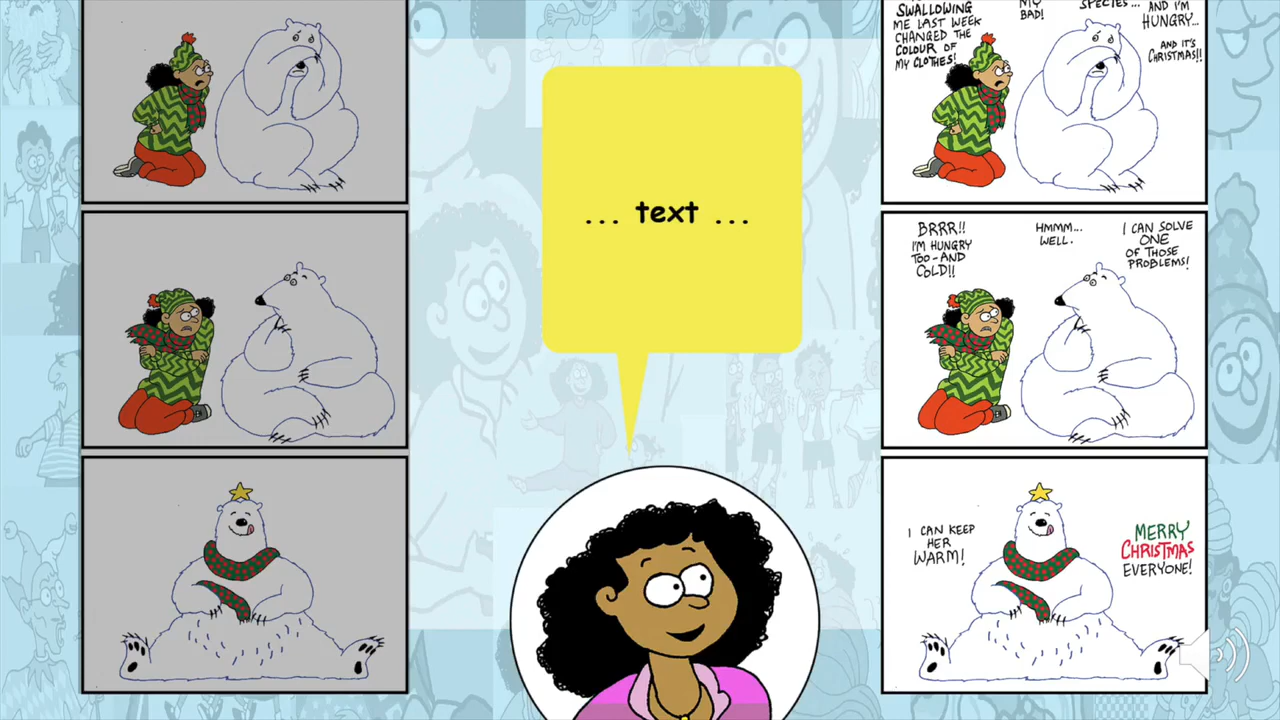 ... text ...
SWALLOWING
ME LAST WEEK
CHANGED THE
COLOUR OF
MY CLOTHES!
MY
BAD!
SPECIES...
AND I'M
HUNGRY...
AND IT'S
CHRISTMAS!!
BRRR!!
I'M HUNGRY
TOO - AND
COLD!!
HMMM...
WELL.
I CAN SOLVE
ONE
OF THOSE
PROBLEMS!
I CAN KEEP
HER
WARM!
MERRY
CHRISTMAS
EVERYONE!